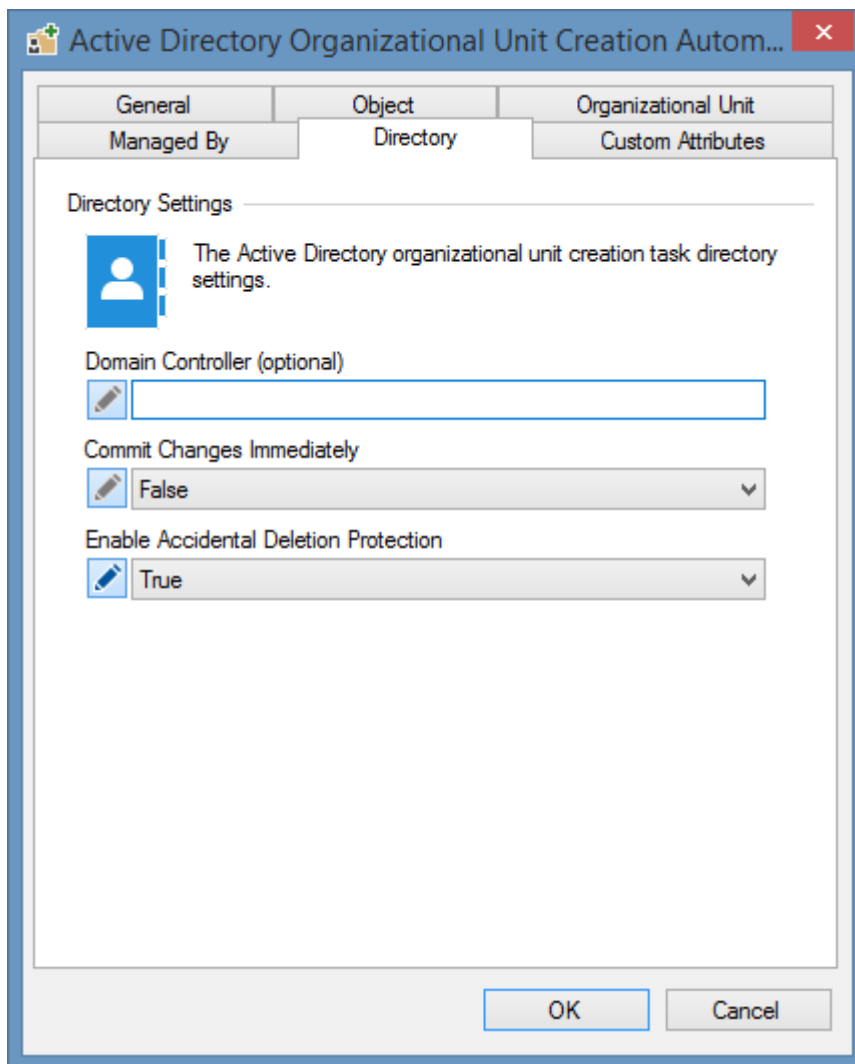 Active Directory Organizational Unit Creation Autom...
General Object Organizational Unit
Managed By Directory Custom Attributes
Directory Settings
The Active Directory organizational unit creation task directory
settings.
Domain Controller (optional)
Commit Changes Immediately
False
Enable Accidental Deletion Protection
True
OK Cancel